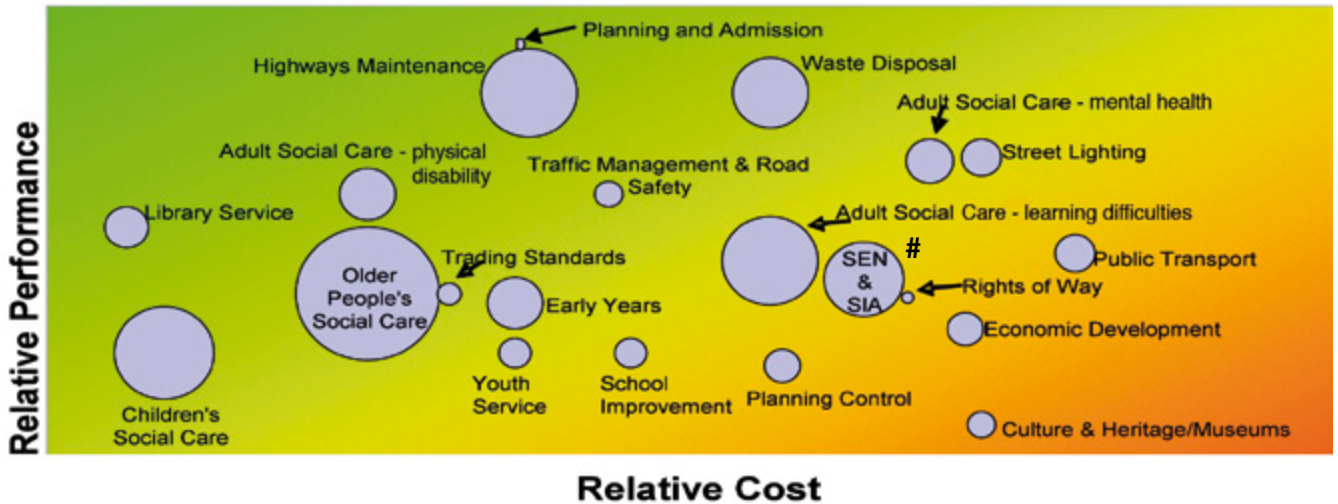 Planning and Admission
Highways Maintenance
Waste Disposal
Adult Social Care - mental health
Adult Social Care - physical
disability
Traffic Management & Road
Safety
Street Lighting
Library Service
Adult Social Care - learning difficulties
#
Trading Standards
Older
People's
Social Care
SEN
&
SIA
Public Transport
Rights of Way
Early Years
Economic Development
Youth
Service
School
Improvement
Planning Control
Children's
Social Care
Culture & Heritage/Museums
Relative Performance
Relative Cost